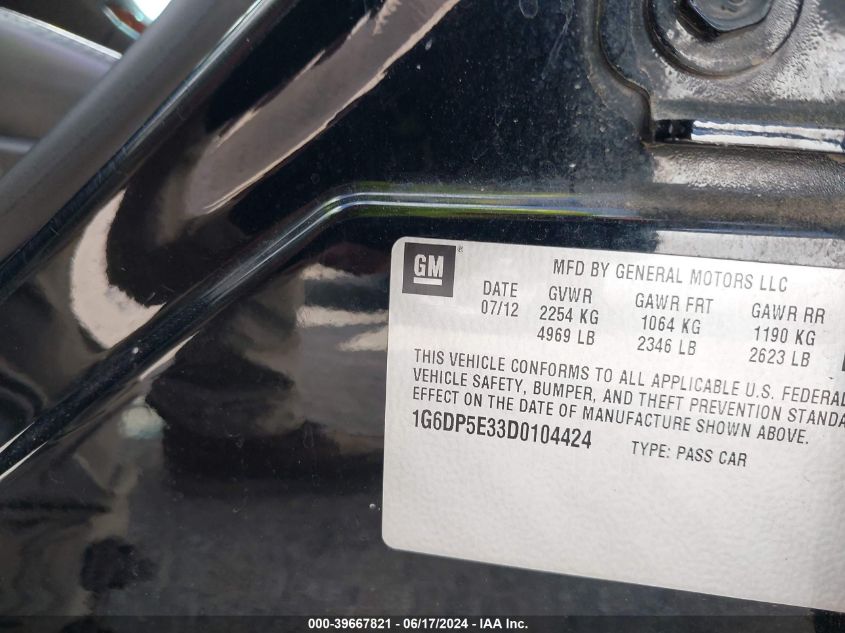 GM ®
MFD BY GENERAL MOTORS LLC
DATE GVWR GAWR FRT GAWR RR
07/12 2254 KG 1064 KG 1190 KG
4969 LB 2346 LB 2623 LB
THIS VEHICLE CONFORMS TO ALL APPLICABLE U.S. FEDERAL
VEHICLE SAFETY, BUMPER, AND THEFT PREVENTION STANDA
EFFECT ON THE DATE OF MANUFACTURE SHOWN ABOVE.
1G6DP5E33D0104424 TYPE: PASS CAR
000-39667821 - 06/17/2024 - IAA Inc.